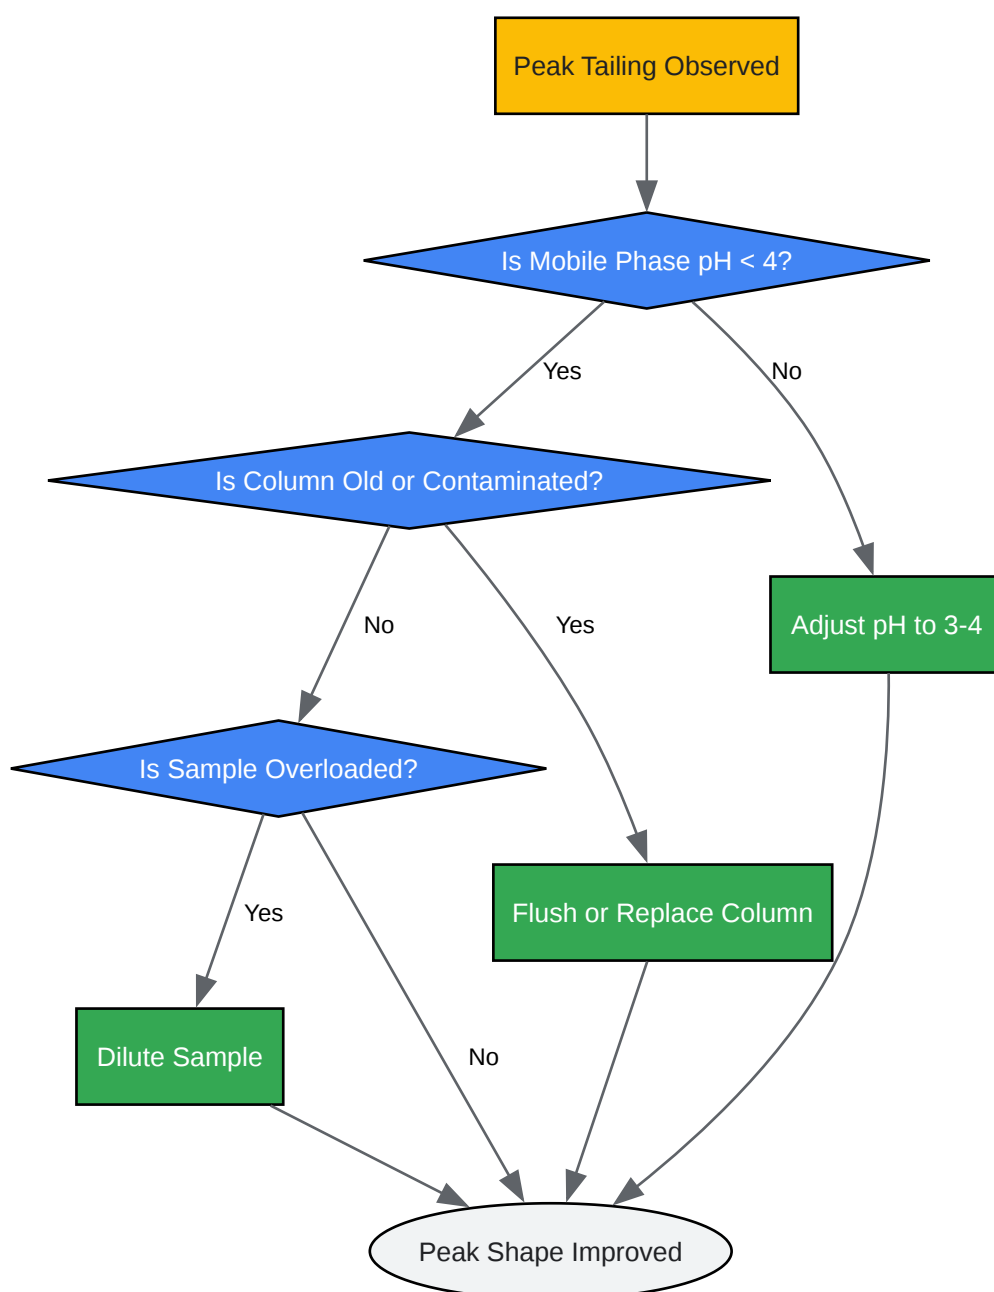 Peak Tailing Observed
Is Mobile Phase pH < 4?
Yes
No
Is Column Old or Contaminated?
No
Yes
Adjust pH to 3-4
Is Sample Overloaded?
Yes
Flush or Replace Column
Dilute Sample
No
Peak Shape Improved